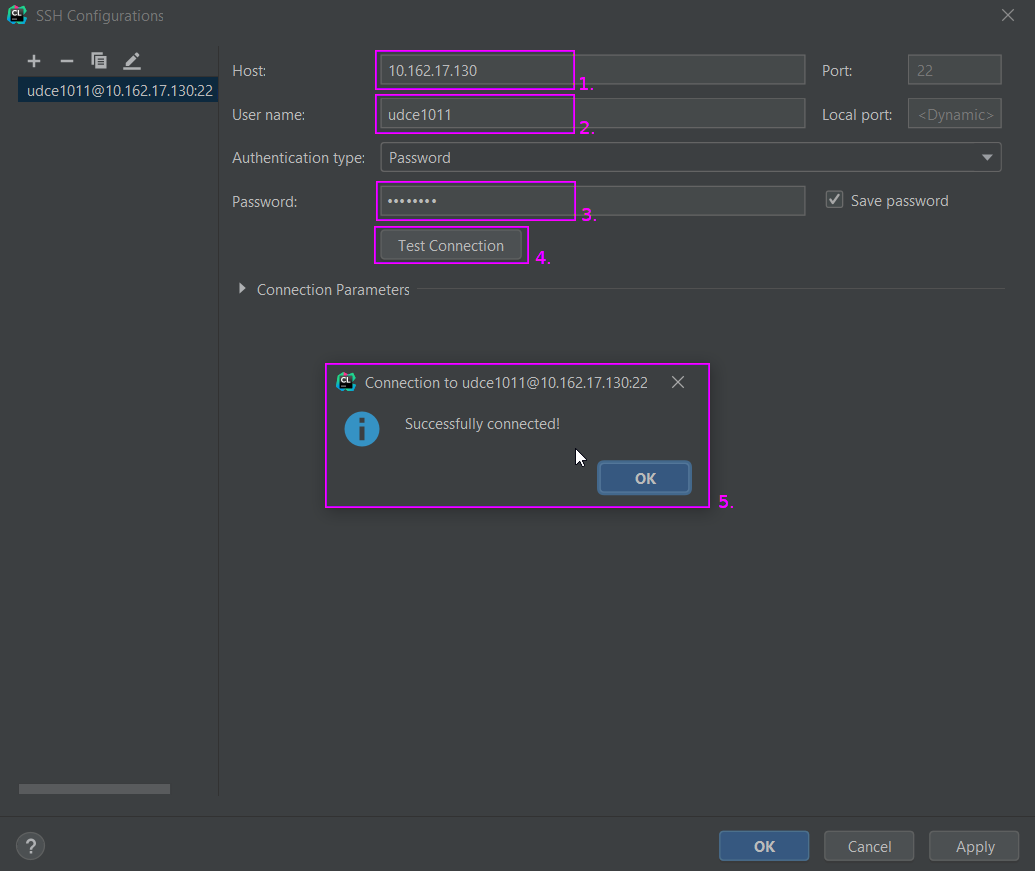 SSH Configurations
udce1011@10.162.17.130:22
Host: 10.162.17.130 1. Port: 22
User name: udce1011 2. Local port: <Dynamic>
Authentication type: Password
Password: •••••••• 3. Save password
Test Connection 4.
Connection Parameters
CL Connection to udce1011@10.162.17.130:22
Successfully connected!
OK
5.
? OK Cancel Apply